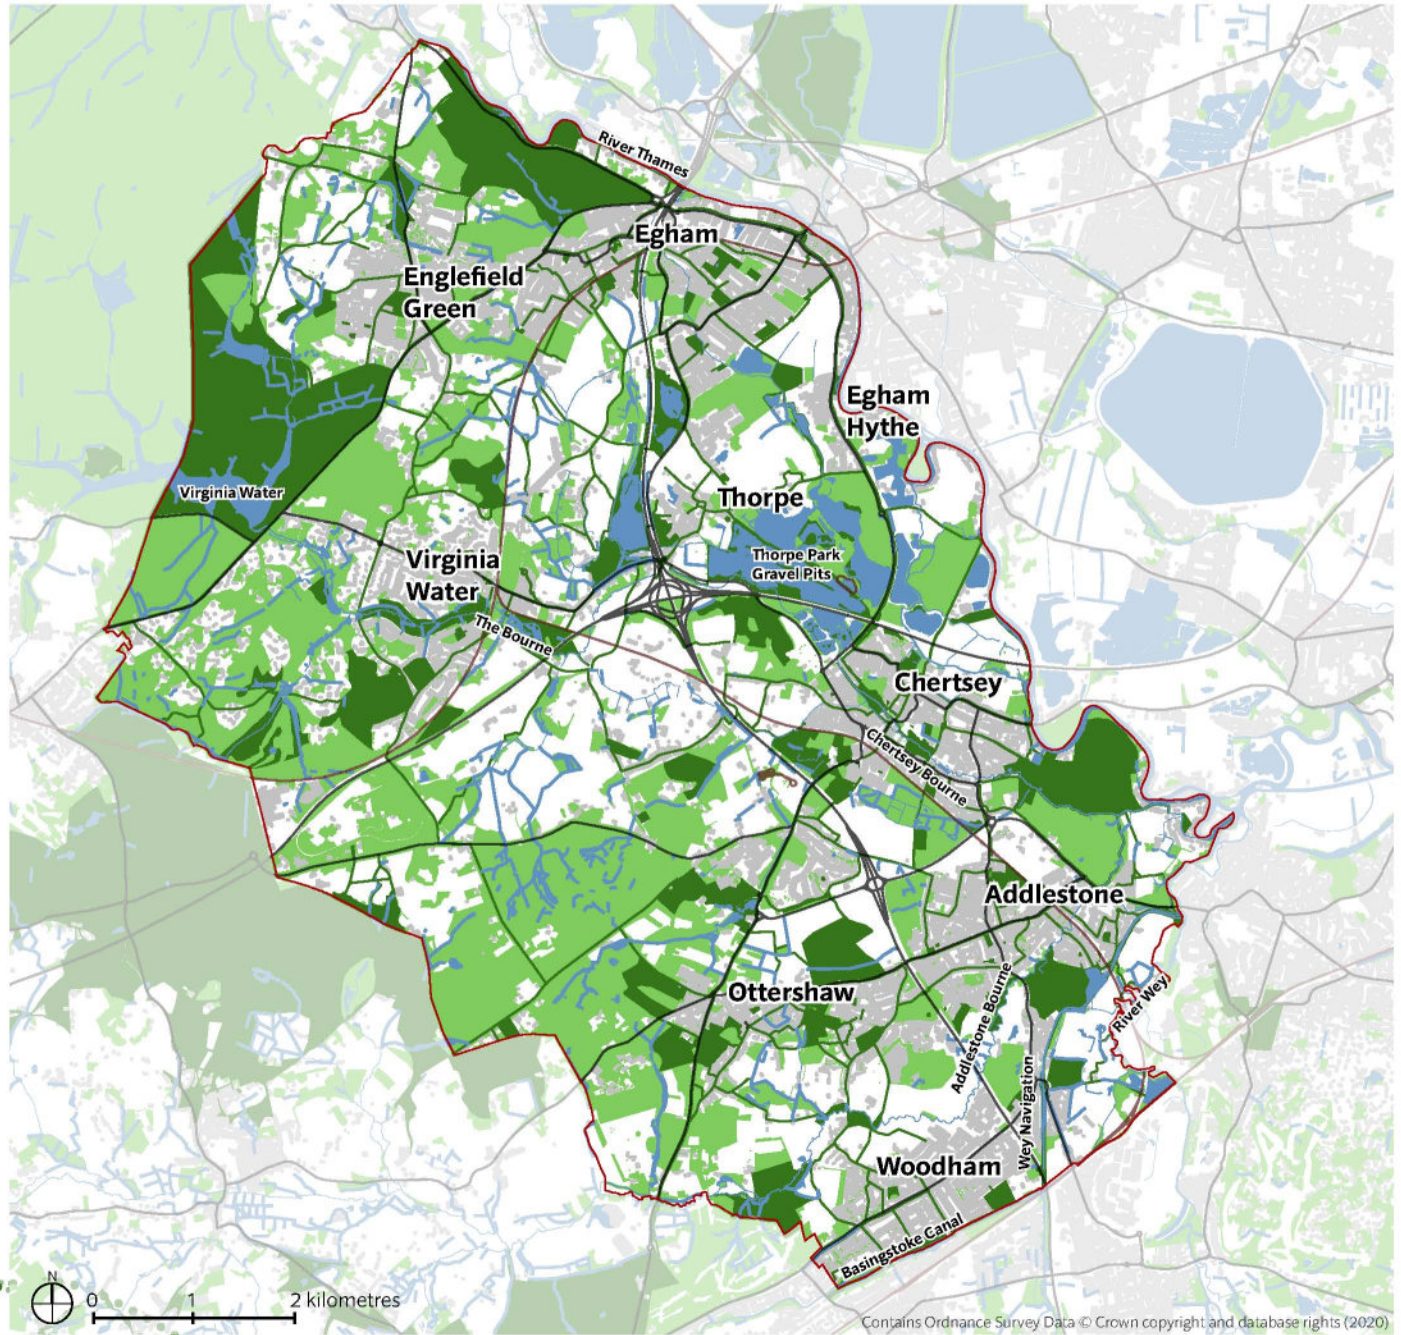 River Thames
Egham
Englefield
Green
Egham
Hythe
Virginia Water
Thorpe
Thorpe Park
Gravel Pits
Virginia
Water
The Bourne
Chertsey
Chertsey Bourne
Addlestone
Ottershaw
Addlestone Bourne
River Wey
Wey Navigation
Woodham
Basingstoke Canal
N
0 1 2 kilometres
Contains Ordnance Survey Data © Crown copyright and database rights (2020)